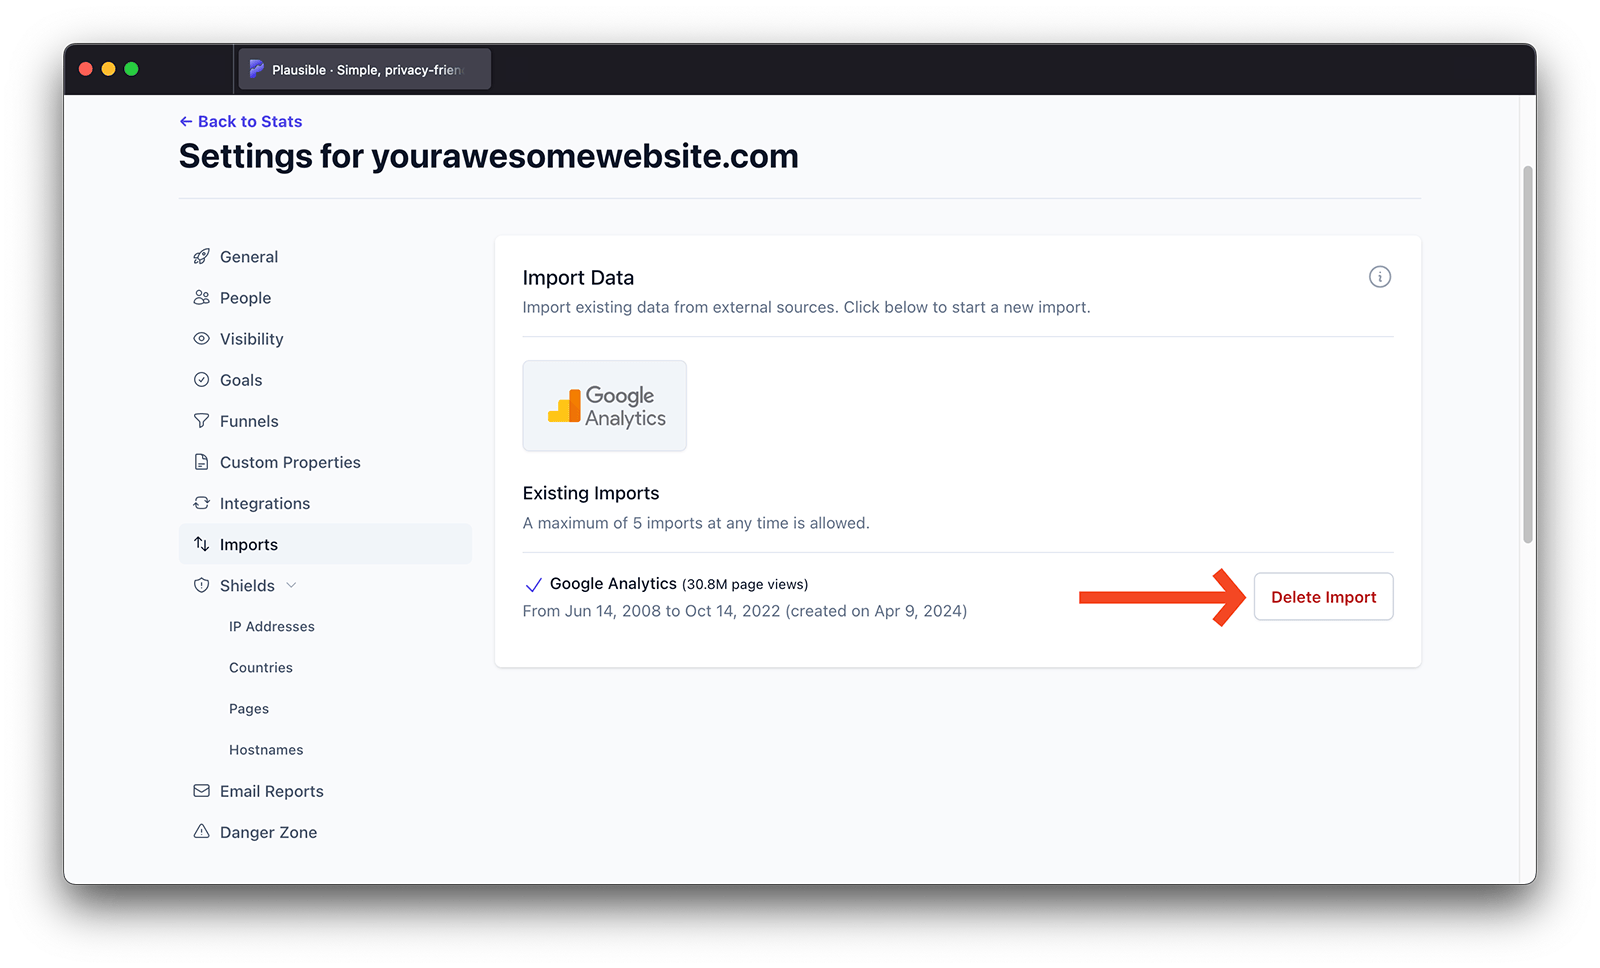 Plausible · Simple, privacy-frien
← Back to Stats
Settings for yourawesomewebsite.com
General
People
Visibility
Goals
Funnels
Custom Properties
Integrations
Imports
Shields
IP Addresses
Countries
Pages
Hostnames
Email Reports
Danger Zone
Import Data
Import existing data from external sources. Click below to start a new import.
Google
Analytics
Existing Imports
A maximum of 5 imports at any time is allowed.
Google Analytics (30.8M page views)
From Jun 14, 2008 to Oct 14, 2022 (created on Apr 9, 2024)
Delete Import